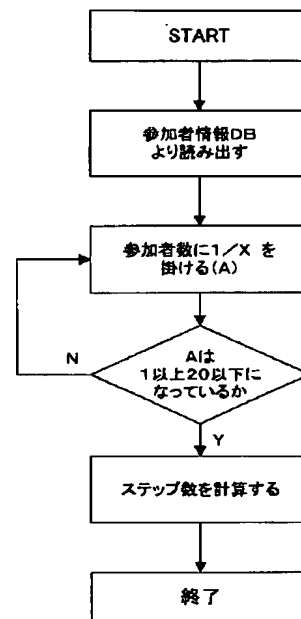 START
参加者情報DB
より読み出す
参加者数に1／X を
掛ける(A)
N
Aは
1以上20以下に
なっているか
Y
ステップ数を計算する
終了